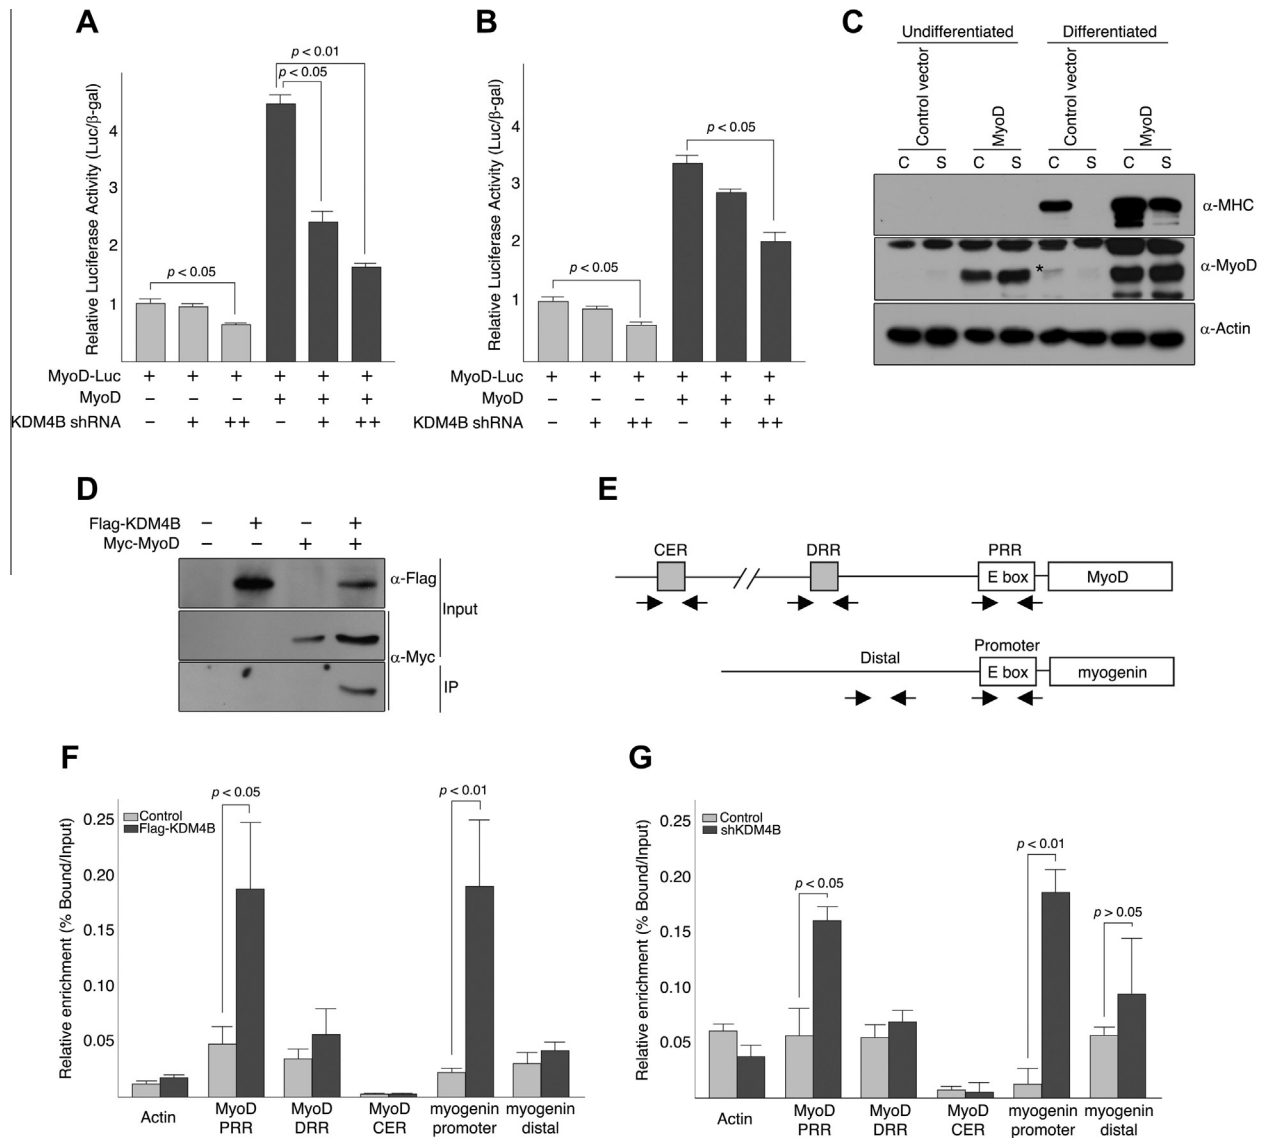 A
Relative Luciferase Activity (Luc/β-gal)
4
3
2
1
p < 0.05
p < 0.05
p < 0.01
MyoD-Luc + + + + + +
MyoD – – – + + +
KDM4B shRNA – + ++ – + ++
B
Relative Luciferase Activity (Luc/β-gal)
4
3
2
1
p < 0.05
p < 0.05
MyoD-Luc + + + + + +
MyoD – – – + + +
KDM4B shRNA – + ++ – + ++
C
Undifferentiated Differentiated
Control vector MyoD Control vector MyoD
C S C S C S C S
α-MHC
*
α-MyoD
α-Actin
D
Flag-KDM4B – + – +
Myc-MyoD – – + +
α-Flag
Input
α-Myc
IP
E
CER DRR PRR
E box MyoD
Distal Promoter
E box myogenin
F
Relative enrichment (% Bound/Input)
0.25
0.20
0.15
0.10
0.05
Control
Flag-KDM4B
p < 0.05
p < 0.01
Actin MyoD PRR MyoD DRR MyoD CER myogenin promoter myogenin distal
G
Relative enrichment (% Bound/Input)
0.25
0.20
0.15
0.10
0.05
Control
shKDM4B
p < 0.05
p < 0.01
p > 0.05
Actin MyoD PRR MyoD DRR MyoD CER myogenin promoter myogenin distal